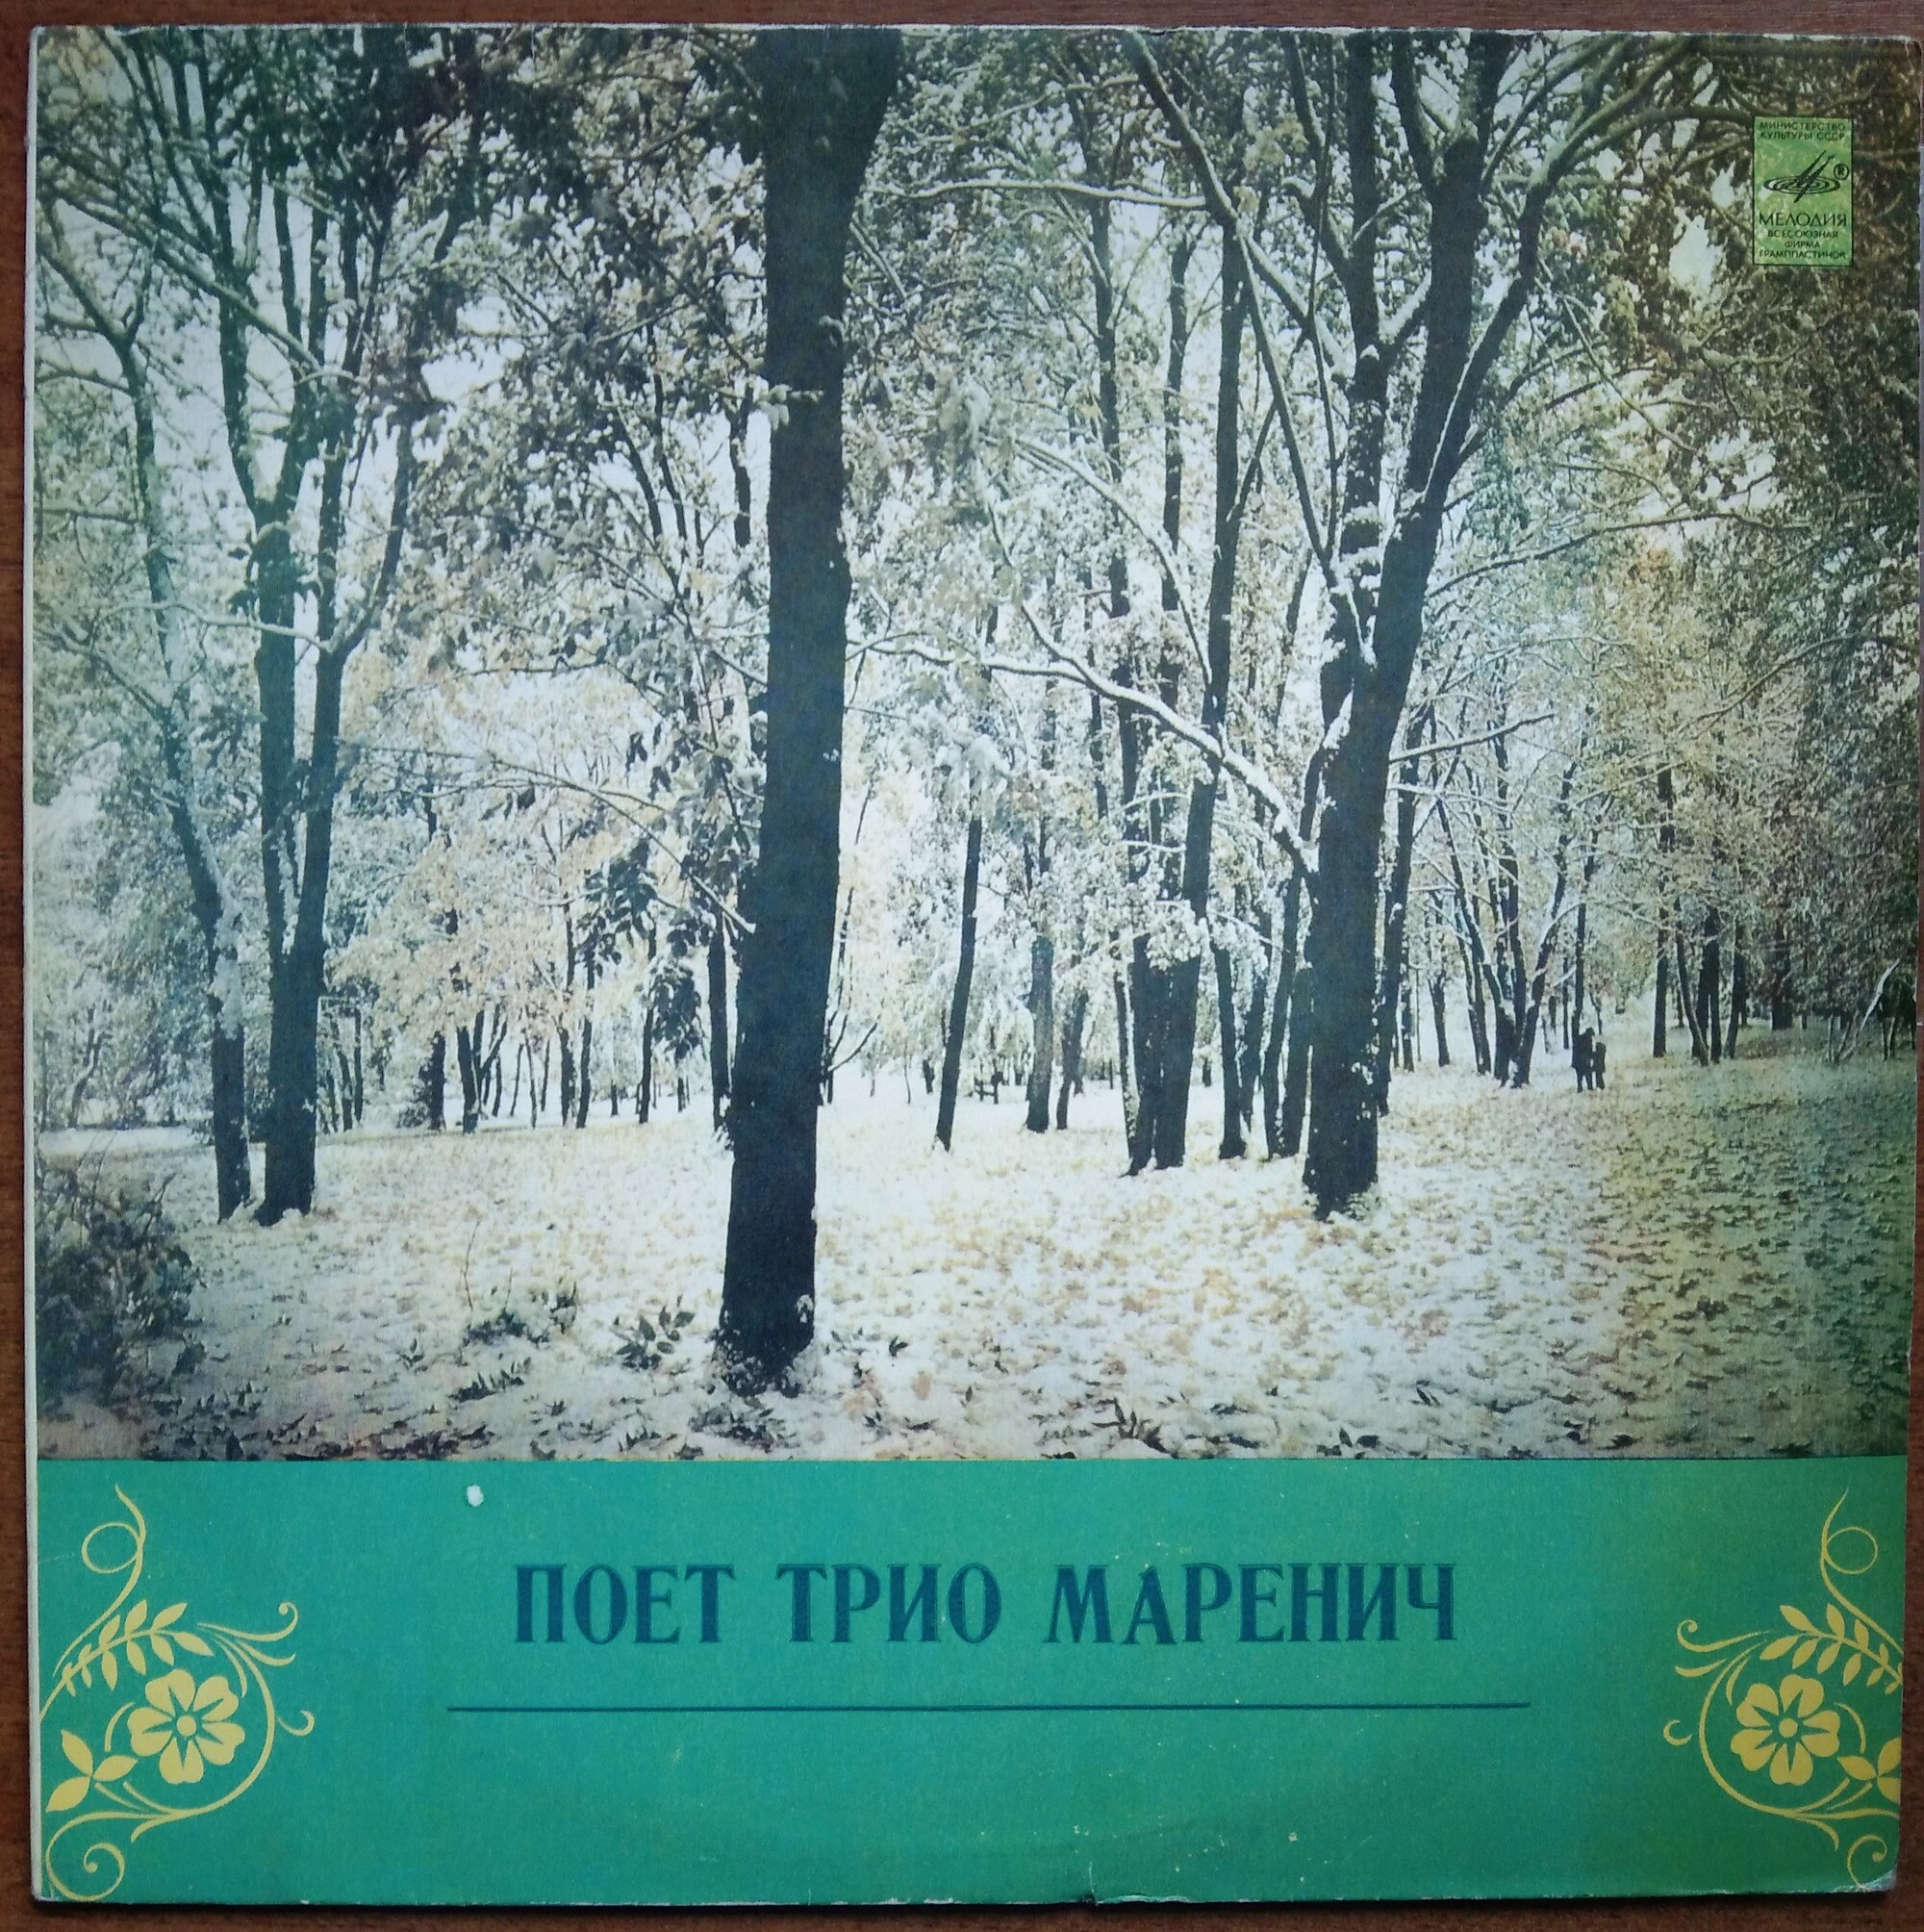 МИНИСТЕРСТВО
КУЛЬТУРЫ СССР
®
МЕЛОДИЯ
ВСЕСОЮЗНАЯ
ФИРМА
ГРАМПЛАСТИНОК
ПОЕТ ТРИО МАРЕНИЧ